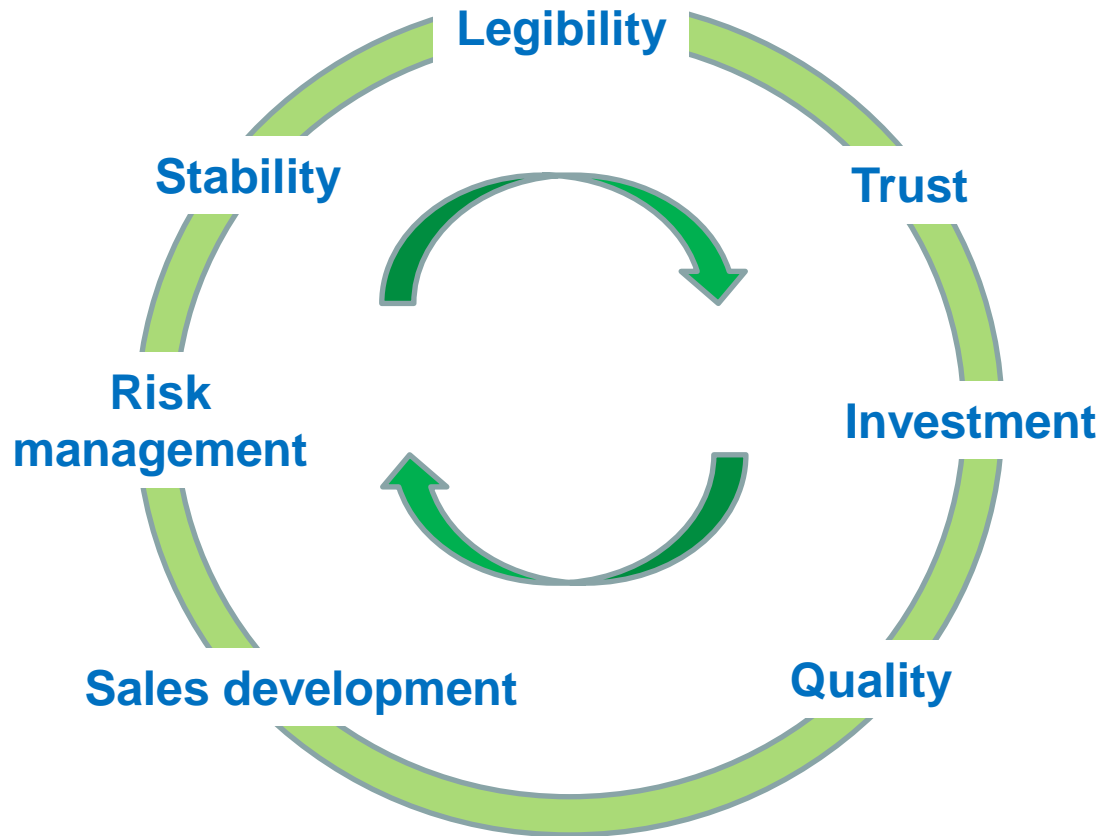 Legibility
Stability
Trust
Risk
management
Investment
Sales development
Quality